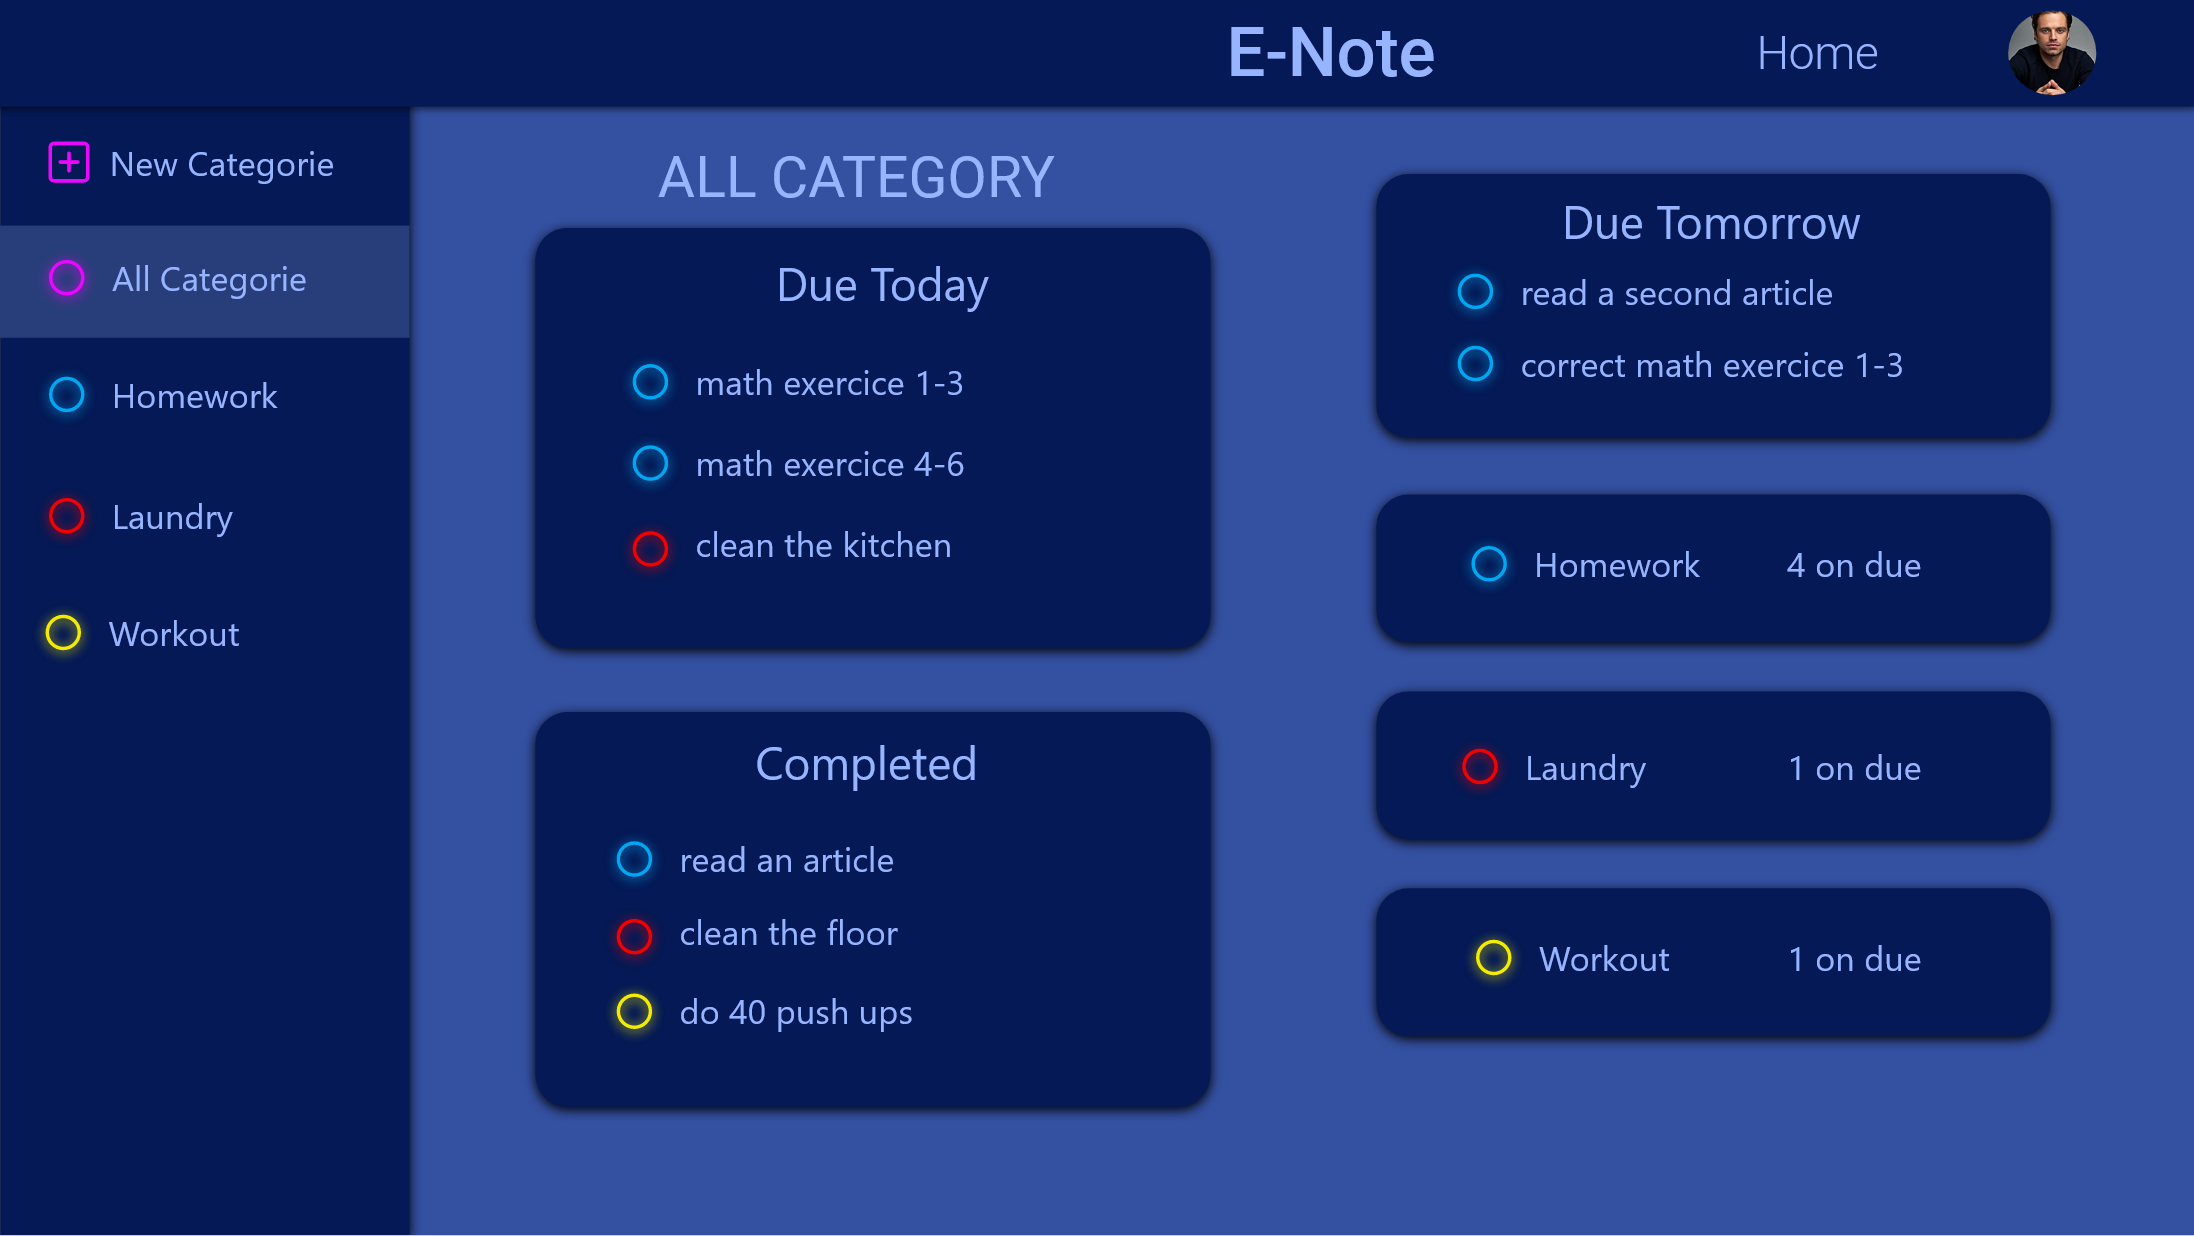 E-Note
Home
New Categorie
All Categorie
Homework
Laundry
Workout
ALL CATEGORY
Due Today
math exercice 1-3
math exercice 4-6
clean the kitchen
Completed
read an article
clean the floor
do 40 push ups
Due Tomorrow
read a second article
correct math exercice 1-3
Homework 4 on due
Laundry 1 on due
Workout 1 on due